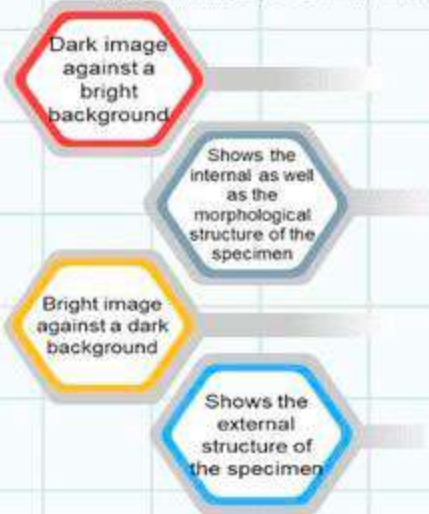 Dark image
against a
bright
background
Shows the
internal as well
as the
morphological
structure of the
specimen
Bright image
against a dark
background
Shows the
external
structure of
the specimen